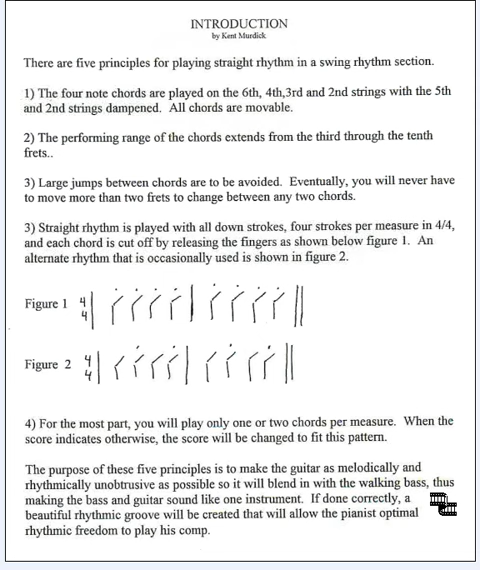 INTRODUCTION
by Kent Murdick
There are five principles for playing straight rhythm in a swing rhythm section.
1) The four note chords are played on the 6th, 4th,3rd and 2nd strings with the 5th
and 2nd strings dampened.  All chords are movable.
2) The performing range of the chords extends from the third through the tenth
frets..
3) Large jumps between chords are to be avoided.  Eventually, you will never have
to move more than two frets to change between any two chords.
3) Straight rhythm is played with all down strokes, four strokes per measure in 4/4,
and each chord is cut off by releasing the fingers as shown below figure 1.  An
alternate rhythm that is occasionally used is shown in figure 2.
Figure 1 4
4
Figure 2 4
4
4) For the most part, you will play only one or two chords per measure.  When the
score indicates otherwise, the score will be changed to fit this pattern.
The purpose of these five principles is to make the guitar as melodically and
rhythmically unobtrusive as possible so it will blend in with the walking bass, thus
making the bass and guitar sound like one instrument.  If done correctly, a
beautiful rhythmic groove will be created that will allow the pianist optimal
rhythmic freedom to play his comp.